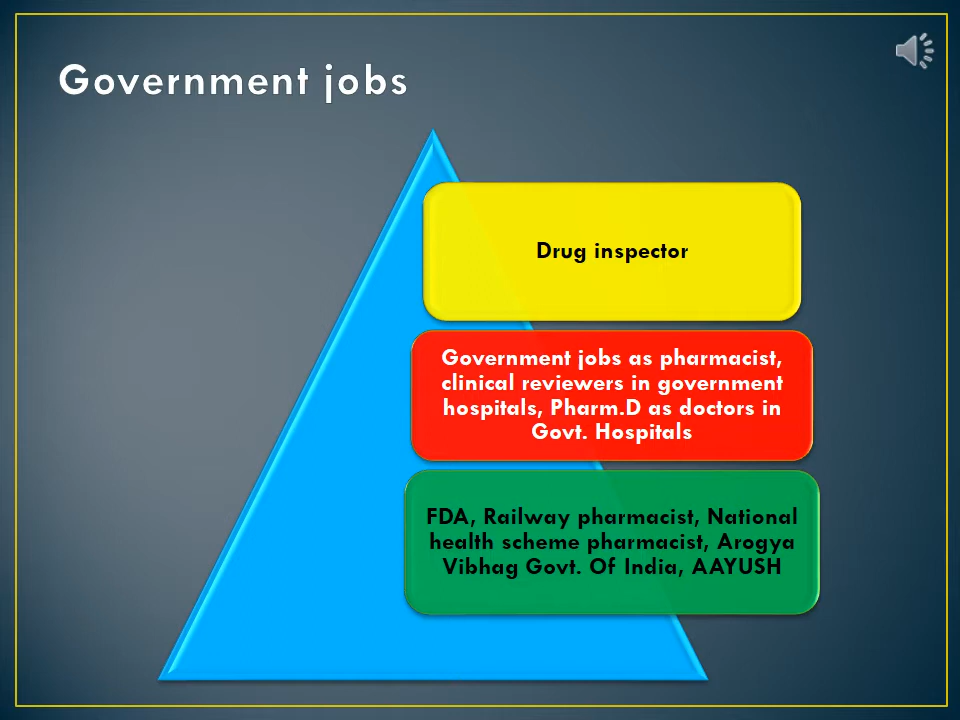 Government jobs
Drug inspector
Government jobs as pharmacist,
clinical reviewers in government
hospitals, Pharm.D as doctors in
Govt. Hospitals
FDA, Railway pharmacist, National
health scheme pharmacist, Arogya
Vibhag Govt. Of India, AAYUSH